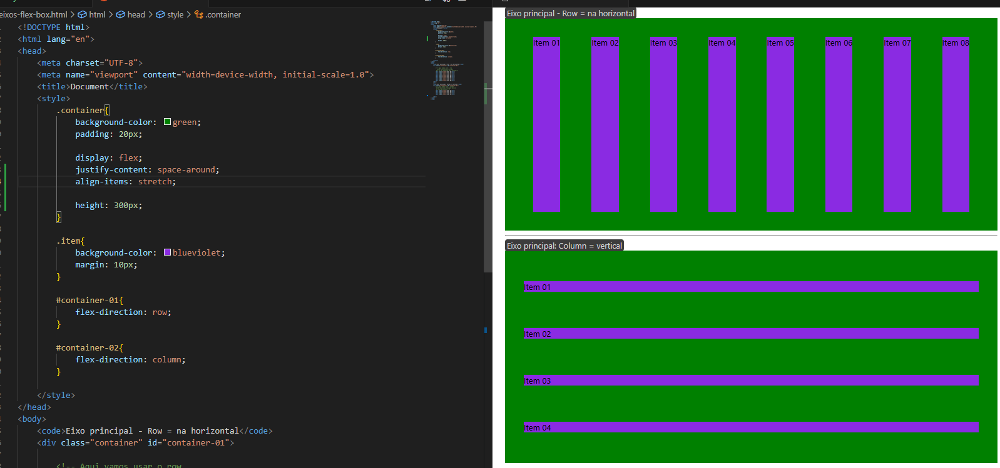 eixos-flex-box.html > html > head > style > .container
<!DOCTYPE html>
<html lang="en">
<head>
<meta charset="UTF-8">
<meta name="viewport" content="width=device-width, initial-scale=1.0">
<title>Document</title>
<style>
.container{
background-color: green;
padding: 20px;
display: flex;
justify-content: space-around;
align-items: stretch;
height: 300px;
}
.item{
background-color: blueviolet;
margin: 10px;
}
#container-01{
flex-direction: row;
}
#container-02{
flex-direction: column;
}
</style>
</head>
<body>
<code>Eixo principal - Row = na horizontal</code>
<div class="container" id="container-01">
<!-- Aqui vamos usar o row
Eixo principal - Row = na horizontal
Item 01 Item 02 Item 03 Item 04 Item 05 Item 06 Item 07 Item 08
Eixo principal: Column = vertical
Item 01
Item 02
Item 03
Item 04